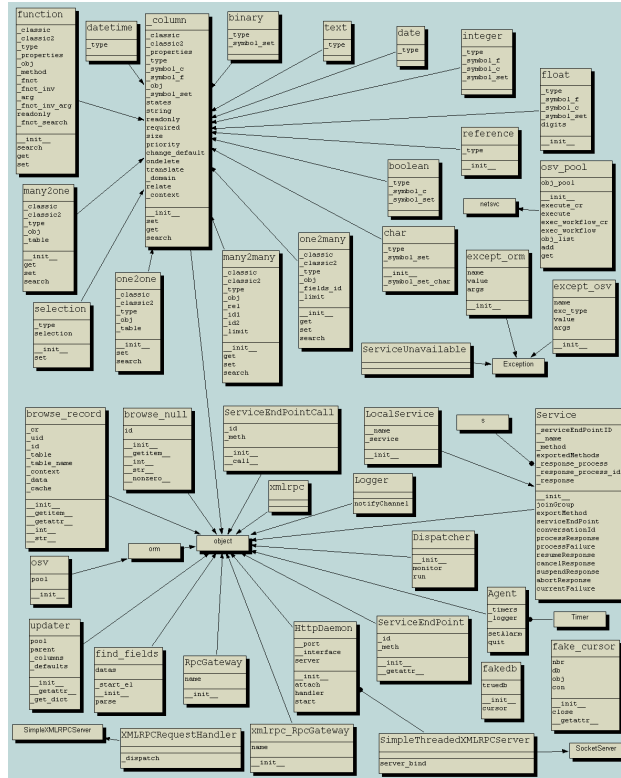 function
_classic
_classic2
_type
_properties
_obj
_method
_fnct
_fnct_inv
_arg
_fnct_inv_arg
readonly
_fnct_search
__init__
search
get
set
datetime
_type
_column
_classic
_classic2
_properties
_type
_symbol_c
_symbol_f
_obj
_symbol_set
states
string
readonly
required
size
priority
change_default
ondelete
translate
_domain
relate
_context
__init__
set
get
search
binary
_type
_symbol_set
text
_type
date
_type
integer
_type
_symbol_f
_symbol_c
_symbol_set
float
_type
_symbol_f
_symbol_c
_symbol_set
digits
__init__
reference
_type
__init__
boolean
_type
_symbol_c
_symbol_set
osv_pool
obj_pool
__init__
execute_cr
execute
exec_workflow_cr
exec_workflow
obj_list
add
get
netsvc
many2one
_classic
_classic2
_type
_obj
_table
__init__
get
set
search
char
_type
_symbol_set
__init__
_symbol_set_char
one2many
_classic
_classic2
_type
_obj
_fields_id
_limit
__init__
get
set
search
many2many
_classic
_classic2
_type
_obj
_rel
_id1
_id2
_limit
__init__
get
set
search
except_orm
name
value
args
__init__
except_osv
name
exc_type
value
args
__init__
one2one
_classic
_classic2
_type
_obj
_table
__init__
set
search
selection
_type
selection
__init__
set
ServiceUnavailable
Exception
browse_record
_cr
_uid
_id
_table
_table_name
_context
_data
_cache
__init__
__getitem__
__getattr__
__int__
__str__
browse_null
id
__init__
__getitem__
__int__
__str__
__nonzero__
ServiceEndPointCall
_id
_meth
__init__
__call__
LocalService
__name
_service
__init__
s
Service
_serviceEndPointID
__name
_method
exportedMethods
_response_process
_response_process_id
_response
__init__
joinGroup
exportMethod
serviceEndPoint
conversationId
processResponse
processFailure
resumeResponse
cancelResponse
suspendResponse
abortResponse
currentFailure
xmlrpc
Logger
notifyChannel
osv
pool
__init__
orm
object
Dispatcher
__init__
monitor
run
Agent
_timers
_logger
setAlarm
quit
Timer
updater
pool
parent
_columns
_defaults
__init__
__getattr__
_get_dict
find_fields
datas
_start_el
__init__
parse
RpcGateway
name
__init__
HttpDaemon
__port
__interface
server
__init__
attach
handler
start
ServiceEndPoint
_id
_meth
__init__
__getattr__
fakedb
truedb
__init__
cursor
fake_cursor
nbr
db
obj
con
__init__
close
__getattr__
SimpleXMLRPCServer
XMLRPCRequestHandler
_dispatch
xmlrpc_RpcGateway
name
__init__
SimpleThreadedXMLRPCServer
server_bind
SocketServer